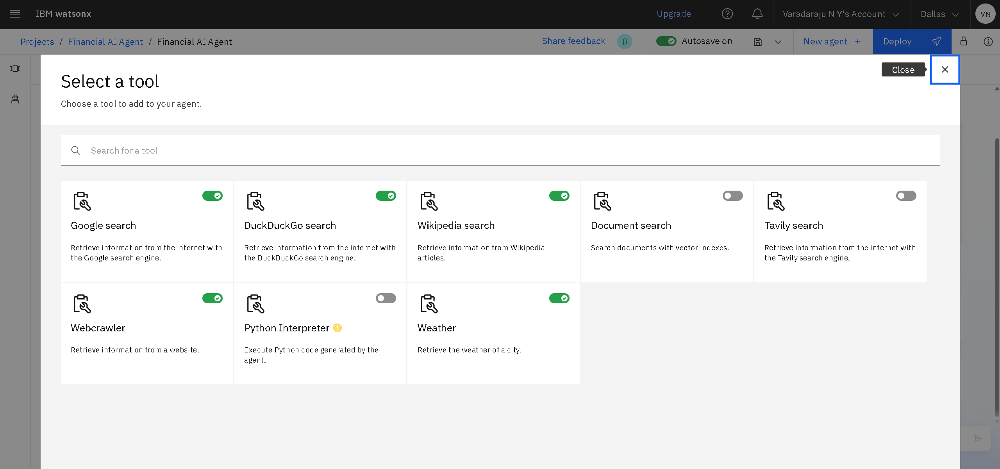 IBM watsonx
Upgrade
Varadaraju N Y's Account
Dallas
VN
Projects / Financial AI Agent / Financial AI Agent
Share feedback
β
Autosave on
New agent +
Deploy
Select a tool
Close
Choose a tool to add to your agent.
Search for a tool
Google search
Retrieve information from the internet with
the Google search engine.
DuckDuckGo search
Retrieve information from the internet with
the DuckDuckGo search engine.
Wikipedia search
Retrieve information from Wikipedia
articles.
Document search
Search documents with vector indexes.
Tavily search
Retrieve information from the internet with
the Tavily search engine.
Webcrawler
Retrieve information from a website.
Python Interpreter
Execute Python code generated by the
agent.
Weather
Retrieve the weather of a city.